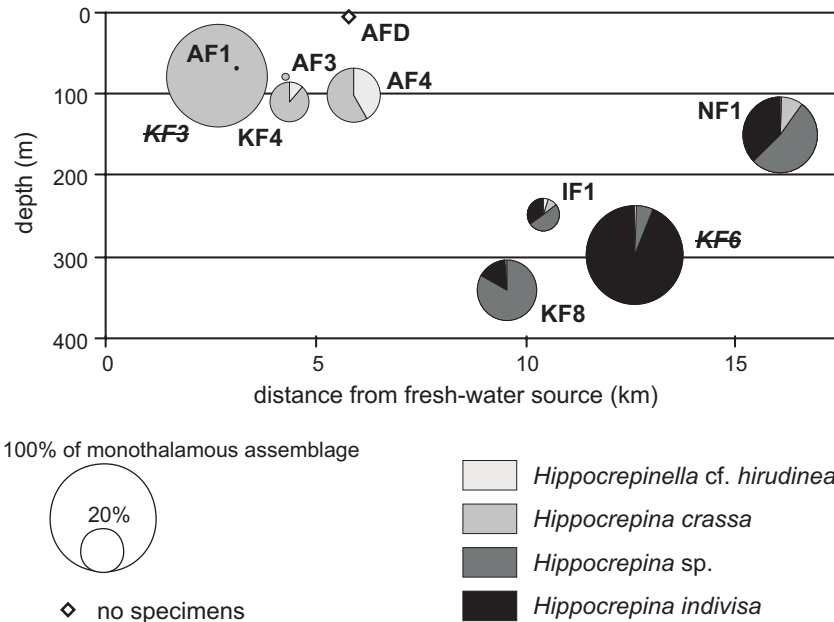 0
AFD
AF1
AF3
AF4
100
KF3
KF4
NF1
depth (m)
200
IF1
KF6
300
KF8
400
0 5 10 15
distance from fresh-water source (km)
100% of monothalamous assemblage
20%
no specimens
Hippocrepinella cf. hirudinea
Hippocrepina crassa
Hippocrepina sp.
Hippocrepina indivisa